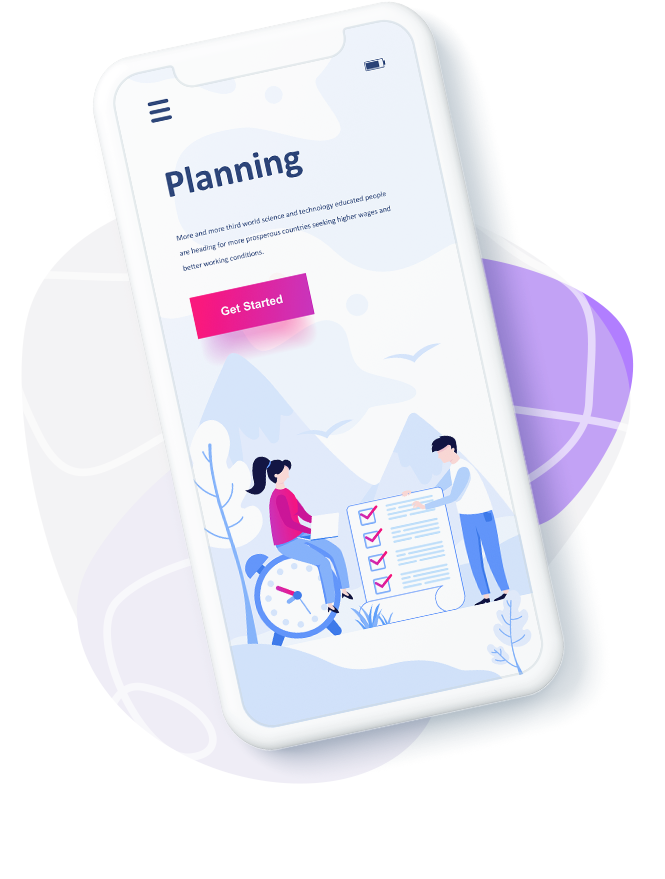 Planning
More and more third world science and technology educated people
are heading for more prosperous countries seeking higher wages and
better working conditions.
Get Started